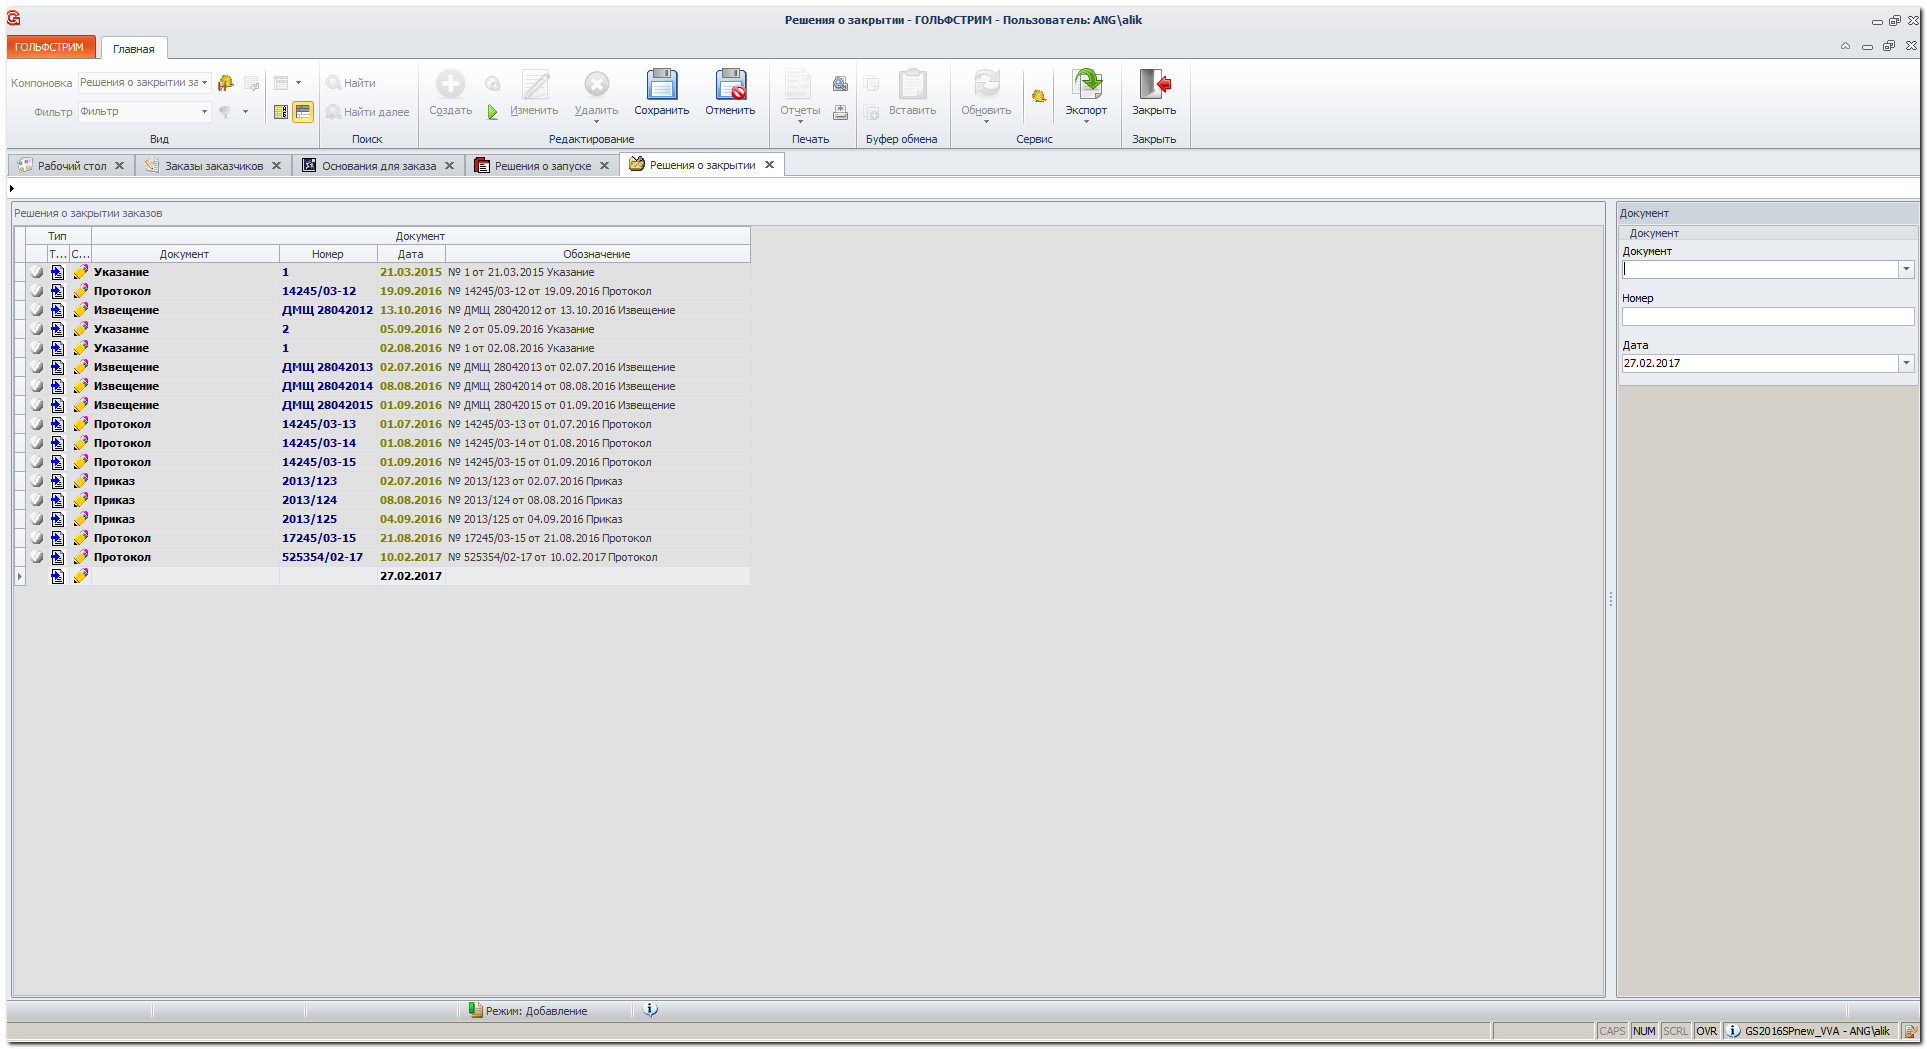 Решения о закрытии - ГОЛЬФСТРИМ - Пользователь: ANG\alik
ГОЛЬФСТРИМ Главная
Компоновка Решения о закрытии за
Фильтр Фильтр
Вид
Найти
Найти далее
Поиск
Создать Изменить Удалить Сохранить Отменить
Редактирование
Отчеты
Печать
Вставить
Буфер обмена
Обновить Экспорт
Сервис
Закрыть
Закрыть
Рабочий стол Заказы заказчиков Основания для заказа Решения о запуске Решения о закрытии
Решения о закрытии заказов
Тип Документ
Т... С... Документ Номер Дата Обозначение
Указание 1 21.03.2015 № 1 от 21.03.2015 Указание
Протокол 14245/03-12 19.09.2016 № 14245/03-12 от 19.09.2016 Протокол
Извещение ДМЩ 28042012 13.10.2016 № ДМЩ 28042012 от 13.10.2016 Извещение
Указание 2 05.09.2016 № 2 от 05.09.2016 Указание
Указание 1 02.08.2016 № 1 от 02.08.2016 Указание
Извещение ДМЩ 28042013 02.07.2016 № ДМЩ 28042013 от 02.07.2016 Извещение
Извещение ДМЩ 28042014 08.08.2016 № ДМЩ 28042014 от 08.08.2016 Извещение
Извещение ДМЩ 28042015 01.09.2016 № ДМЩ 28042015 от 01.09.2016 Извещение
Протокол 14245/03-13 01.07.2016 № 14245/03-13 от 01.07.2016 Протокол
Протокол 14245/03-14 01.08.2016 № 14245/03-14 от 01.08.2016 Протокол
Протокол 14245/03-15 01.09.2016 № 14245/03-15 от 01.09.2016 Протокол
Приказ 2013/123 02.07.2016 № 2013/123 от 02.07.2016 Приказ
Приказ 2013/124 08.08.2016 № 2013/124 от 08.08.2016 Приказ
Приказ 2013/125 04.09.2016 № 2013/125 от 04.09.2016 Приказ
Протокол 17245/03-15 21.08.2016 № 17245/03-15 от 21.08.2016 Протокол
Протокол 525354/02-17 10.02.2017 № 525354/02-17 от 10.02.2017 Протокол
27.02.2017
Документ
Документ
Документ
Номер
Дата
27.02.2017
Режим: Добавление
CAPS NUM SCRL OVR GS2016SPnew_VVA - ANG\alik